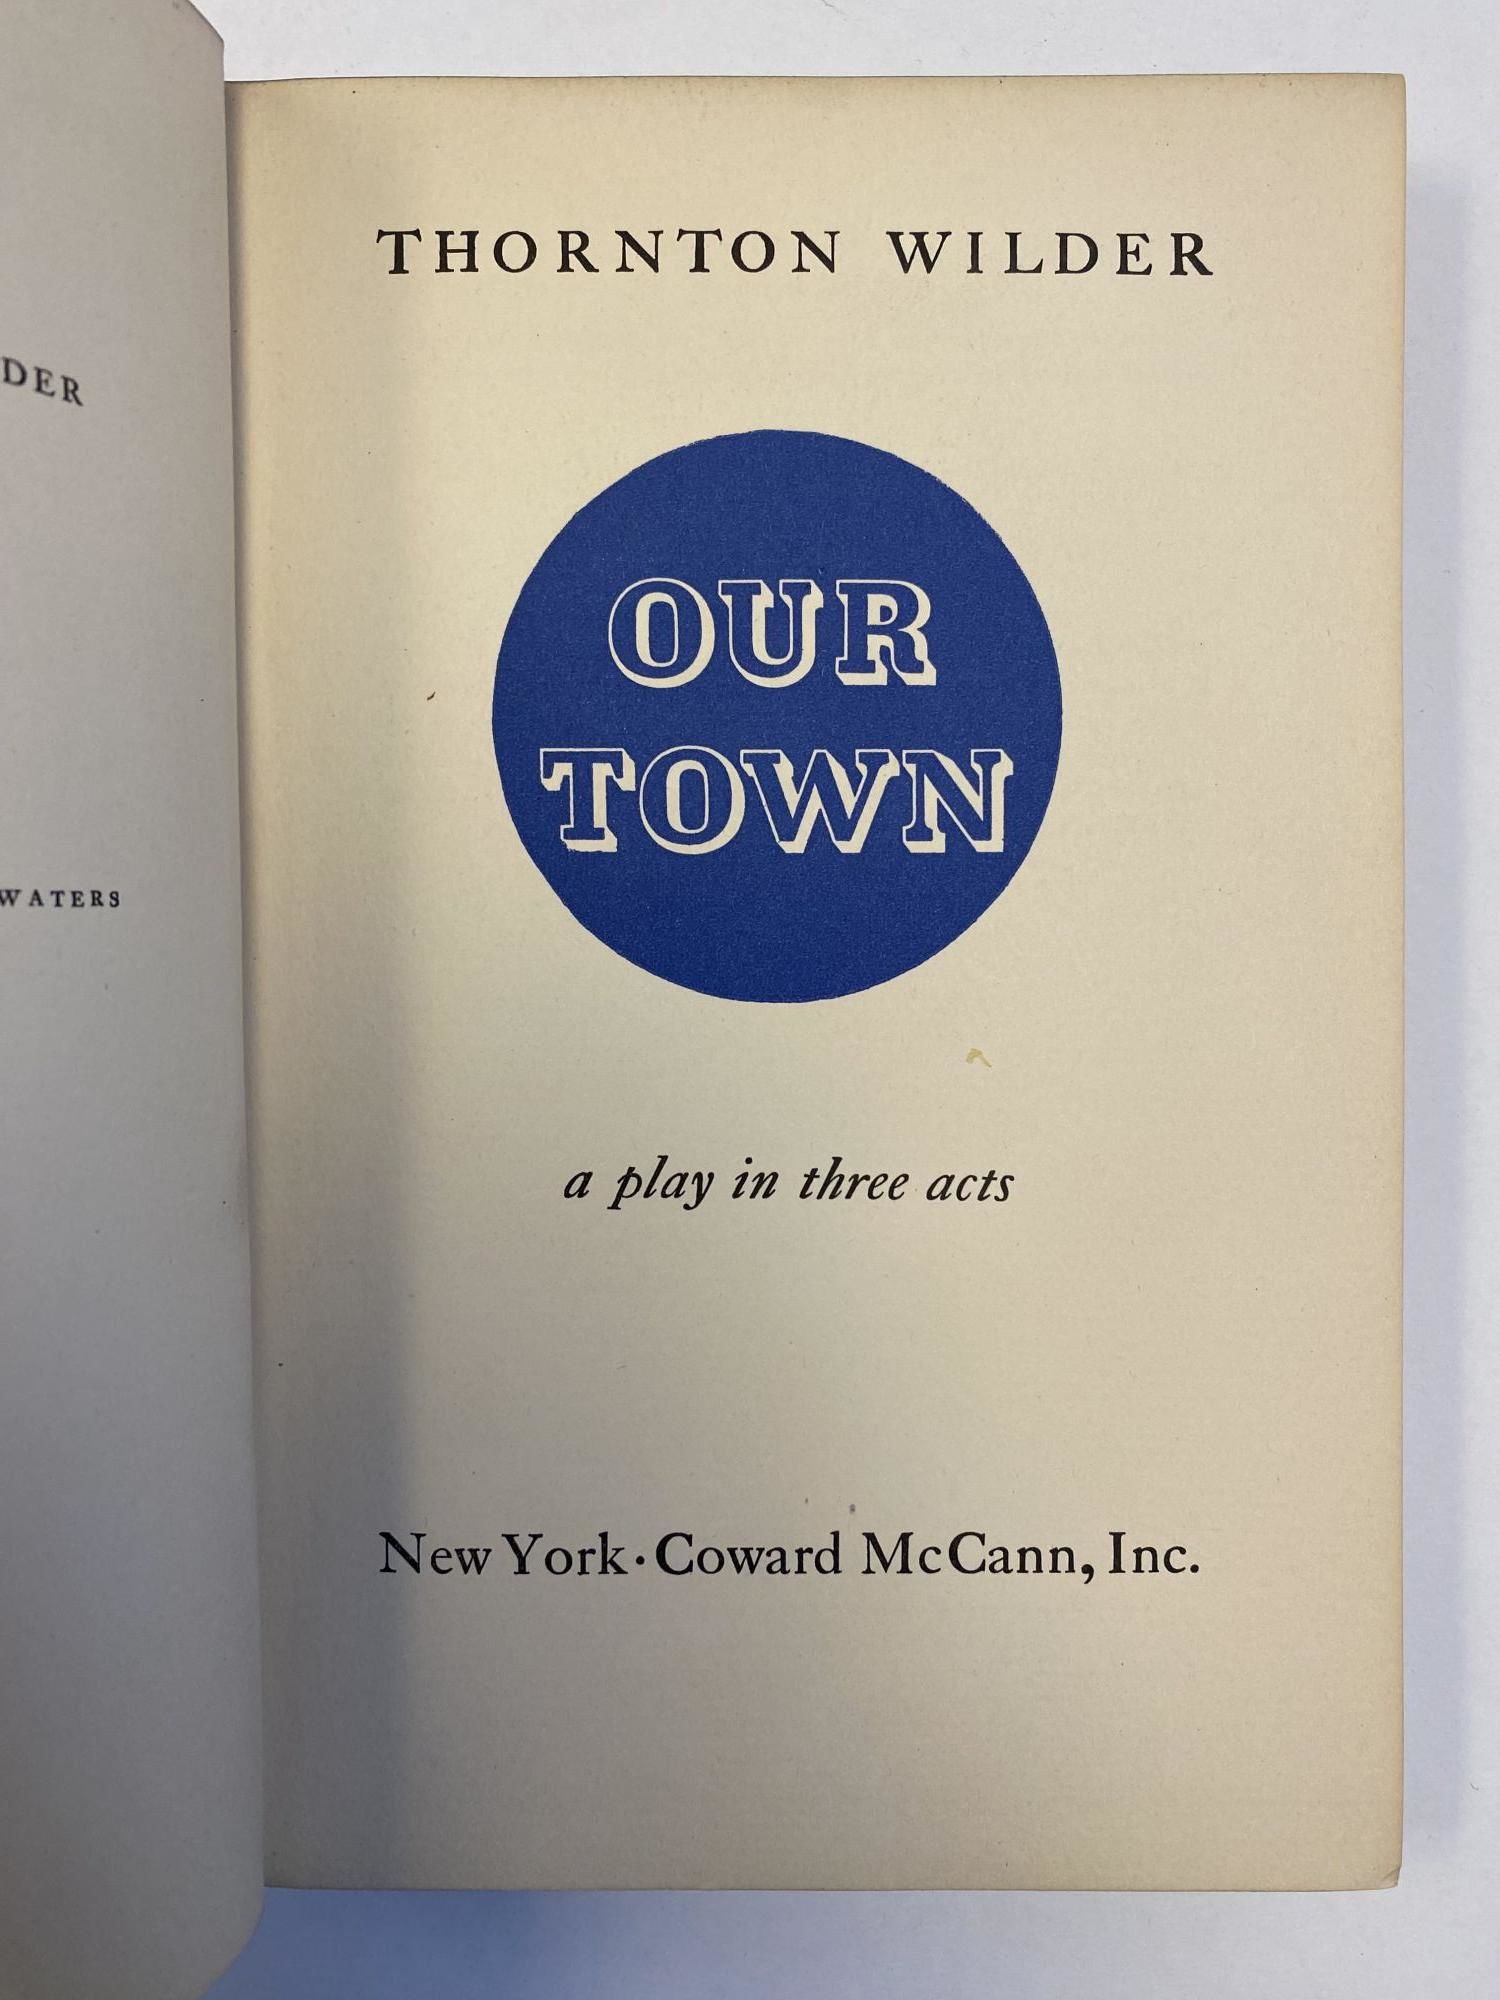 DER
WATERS
THORNTON WILDER
OUR
TOWN
a play in three acts
New York · Coward McCann, Inc.